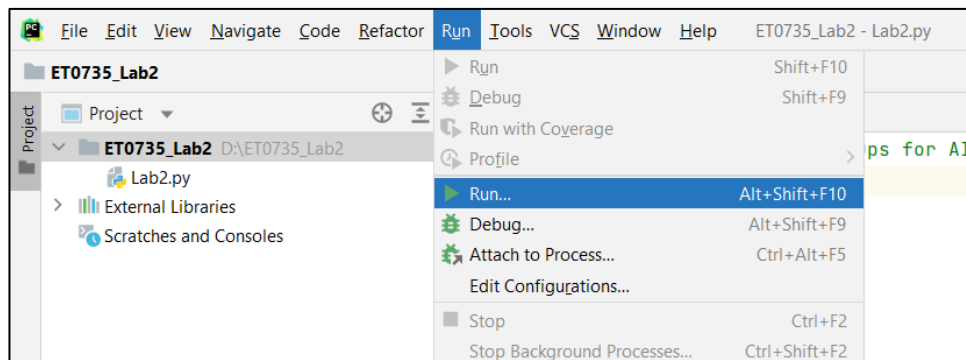 PC
File Edit View Navigate Code Refactor Run Tools VCS Window Help ET0735_Lab2 - Lab2.py
ET0735_Lab2
Run Shift+F10
Project
Project
Debug Shift+F9
Run with Coverage
ET0735_Lab2 D:\ET0735_Lab2
Profile
ps for AI
Lab2.py
Run... Alt+Shift+F10
External Libraries
Debug... Alt+Shift+F9
Scratches and Consoles
Attach to Process... Ctrl+Alt+F5
Edit Configurations...
Stop Ctrl+F2
Stop Background Processes... Ctrl+Shift+F2